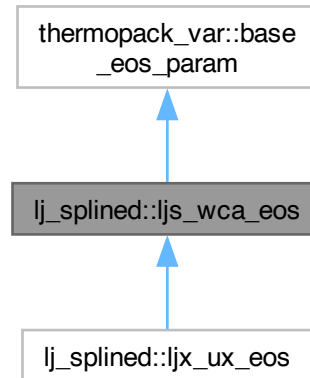 thermopack_var::base
_eos_param
lj_splined::ljs_wca_eos
lj_splined::ljx_ux_eos